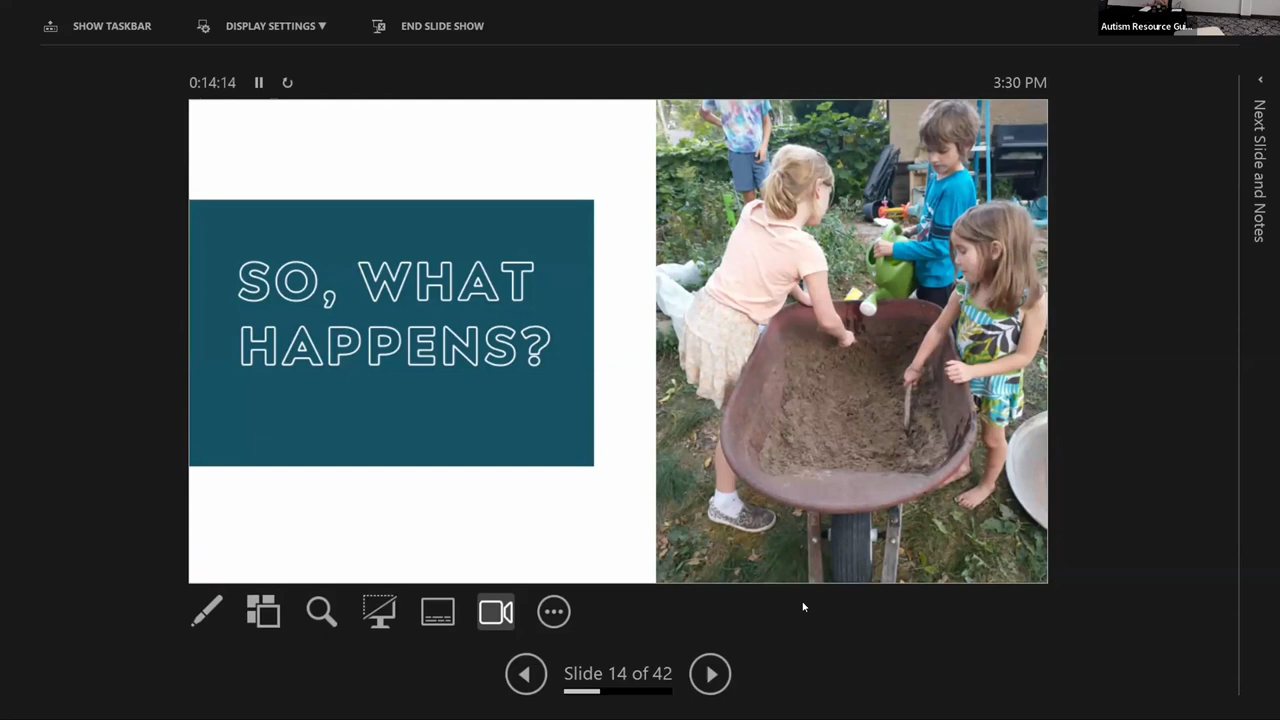 SHOW TASKBAR
DISPLAY SETTINGS ▼
END SLIDE SHOW
Autism Resource Gui...
0:14:14
3:30 PM
SO, WHAT
HAPPENS?
Next Slide and Notes
Slide 14 of 42